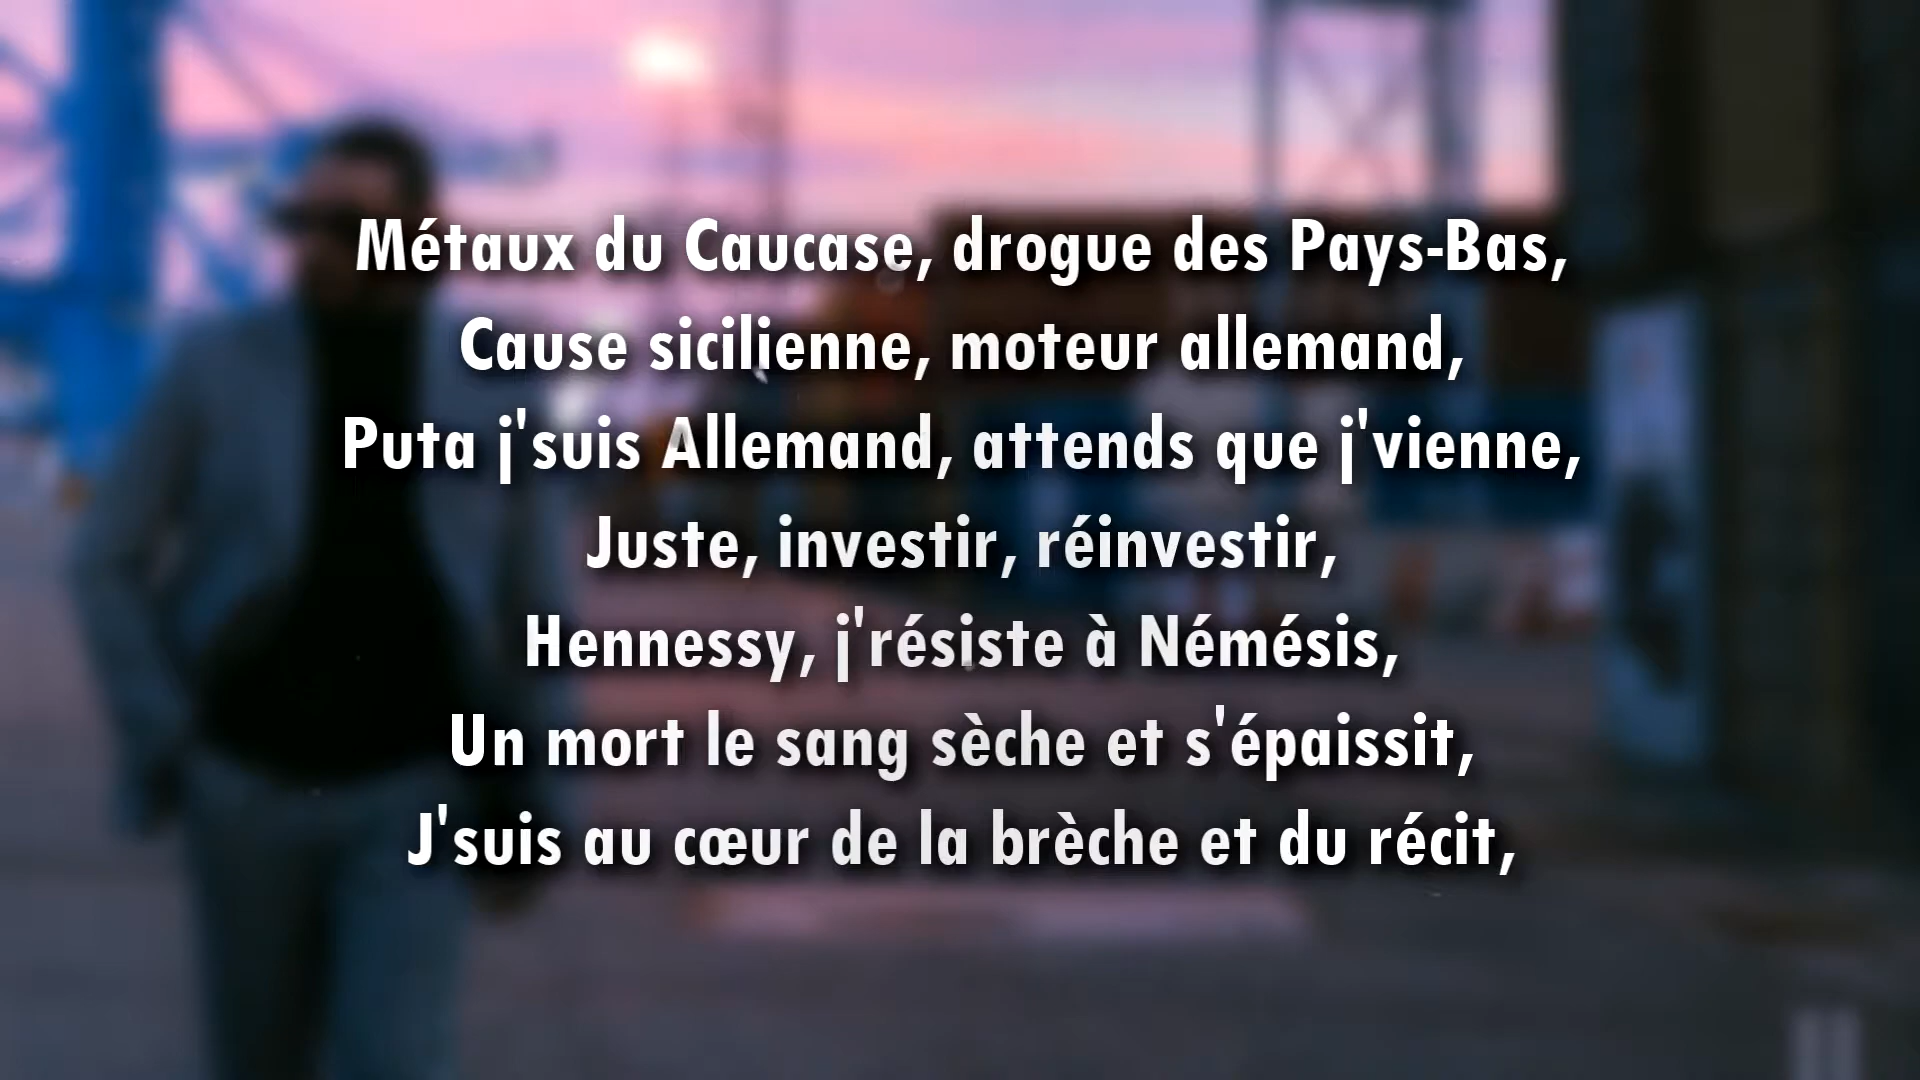 Métaux du Caucase, drogue des Pays-Bas,
Cause sicilienne, moteur allemand,
Puta j'suis Allemand, attends que j'vienne,
Juste, investir, réinvestir,
Hennessy, j'résiste à Némésis,
Un mort le sang sèche et s'épaissit,
J'suis au cœur de la brèche et du récit,